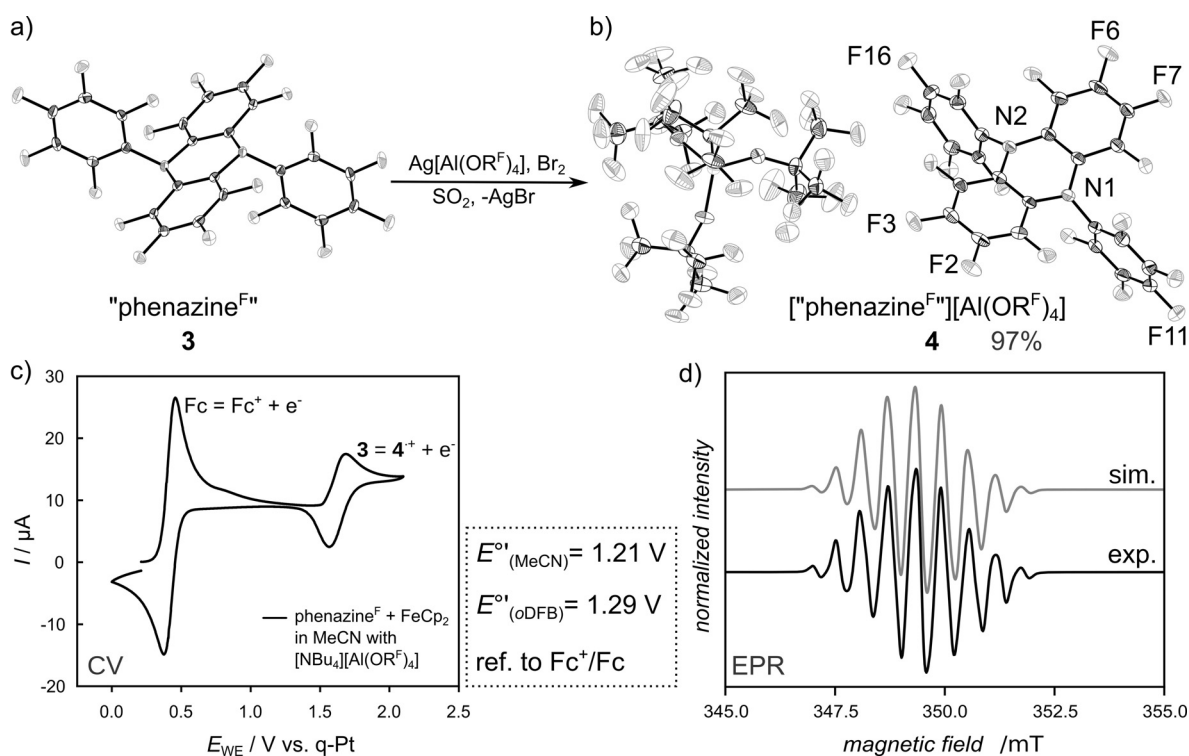 a)
Ag[Al(ORF)4], Br2
SO2, -AgBr
"phenazineF"
3
b)
F16
F6
F7
N2
N1
F3
F2
F11
["phenazineF"][Al(ORF)4]
4 97%
c)
30
20
10
0
-10
-20
I / µA
Fc = Fc+ + e-
3 = 4·+ + e-
phenazineF + FeCp2
in MeCN with
[NBu4][Al(ORF)4]
CV
0.0 0.5 1.0 1.5 2.0 2.5
EWE / V vs. q-Pt
E°'(MeCN)= 1.21 V
E°'(oDFB)= 1.29 V
ref. to Fc+/Fc
d)
normalized intensity
sim.
exp.
EPR
345.0 347.5 350.0 352.5 355.0
magnetic field /mT